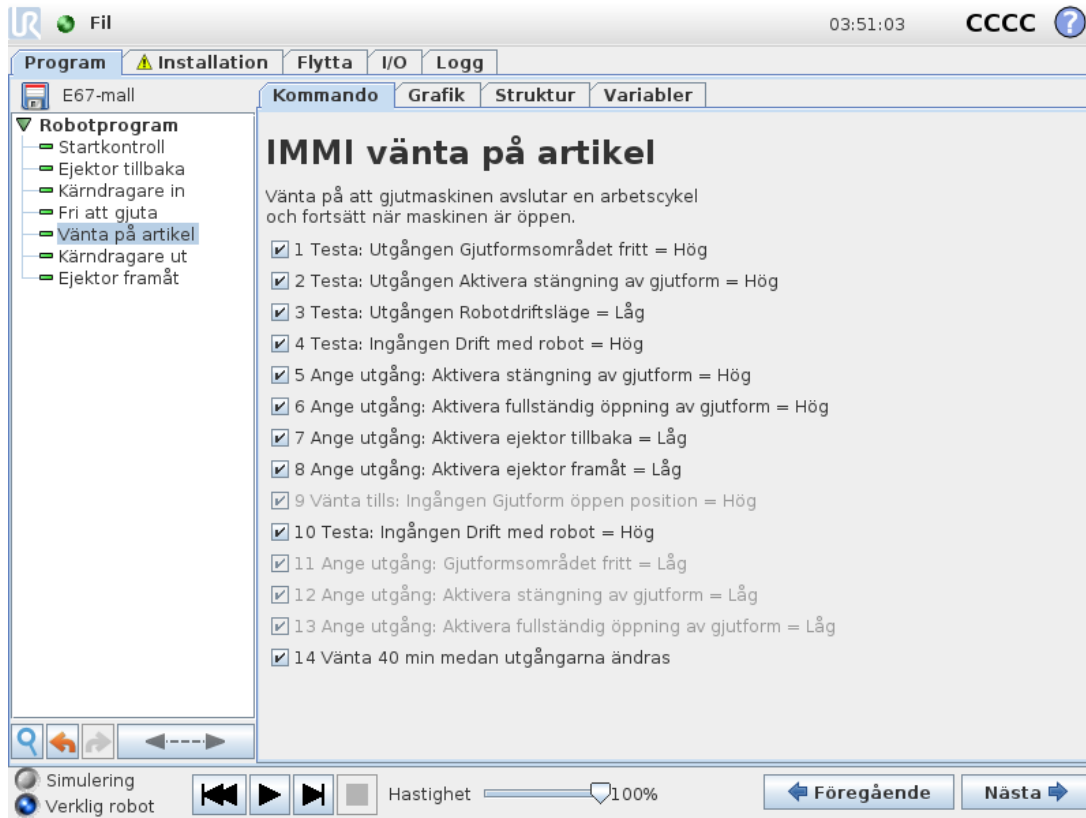 UR Fil 03:51:03 CCCC ?
Program Installation Flytta I/O Logg
E67-mall
Kommando Grafik Struktur Variabler
Robotprogram
Startkontroll
Ejektor tillbaka
Kärndragare in
Fri att gjuta
Vänta på artikel
Kärndragare ut
Ejektor framåt
IMMI vänta på artikel
Vänta på att gjutmaskinen avslutar en arbetscykel
och fortsätt när maskinen är öppen.
1 Testa: Utgången Gjutformsområdet fritt = Hög
2 Testa: Utgången Aktivera stängning av gjutform = Hög
3 Testa: Utgången Robotdriftsläge = Låg
4 Testa: Ingången Drift med robot = Hög
5 Ange utgång: Aktivera stängning av gjutform = Hög
6 Ange utgång: Aktivera fullständig öppning av gjutform = Hög
7 Ange utgång: Aktivera ejektor tillbaka = Låg
8 Ange utgång: Aktivera ejektor framåt = Låg
9 Vänta tills: Ingången Gjutform öppen position = Hög
10 Testa: Ingången Drift med robot = Hög
11 Ange utgång: Gjutformsområdet fritt = Låg
12 Ange utgång: Aktivera stängning av gjutform = Låg
13 Ange utgång: Aktivera fullständig öppning av gjutform = Låg
14 Vänta 40 min medan utgångarna ändras
Simulering
Verklig robot
Hastighet 100%
Föregående Nästa